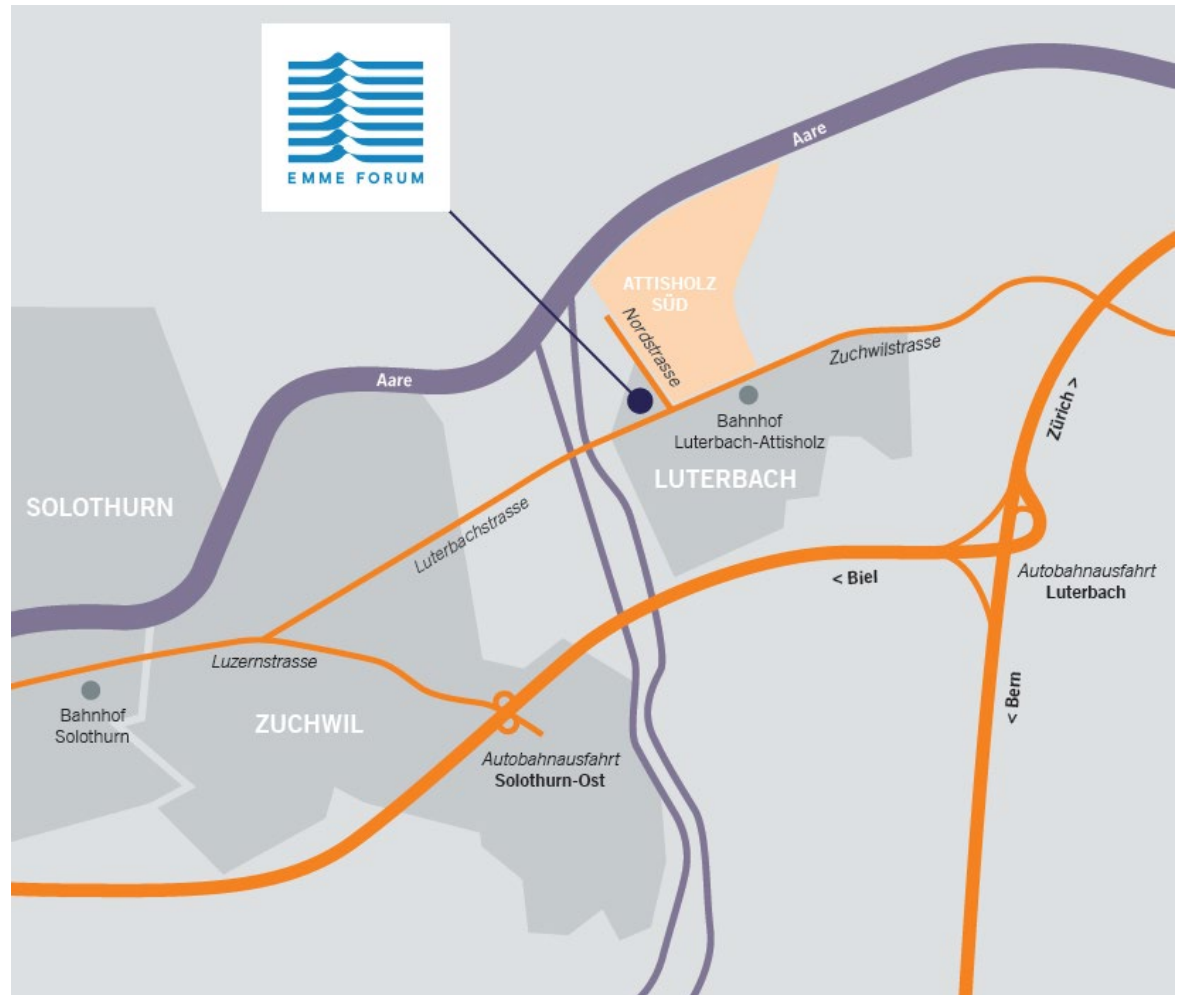 EMME FORUM
Aare
ATTISHOLZ
SÜD
Nordstrasse
Zuchwilstrasse
Aare
Bahnhof
Luterbach-Attisholz
Zürich >
LUTERBACH
SOLOTHURN
Luterbachstrasse
< Biel
Autobahnausfahrt
Luterbach
Luzernstrasse
< Bern
Bahnhof
Solothurn
ZUCHWIL
Autobahnausfahrt
Solothurn-Ost